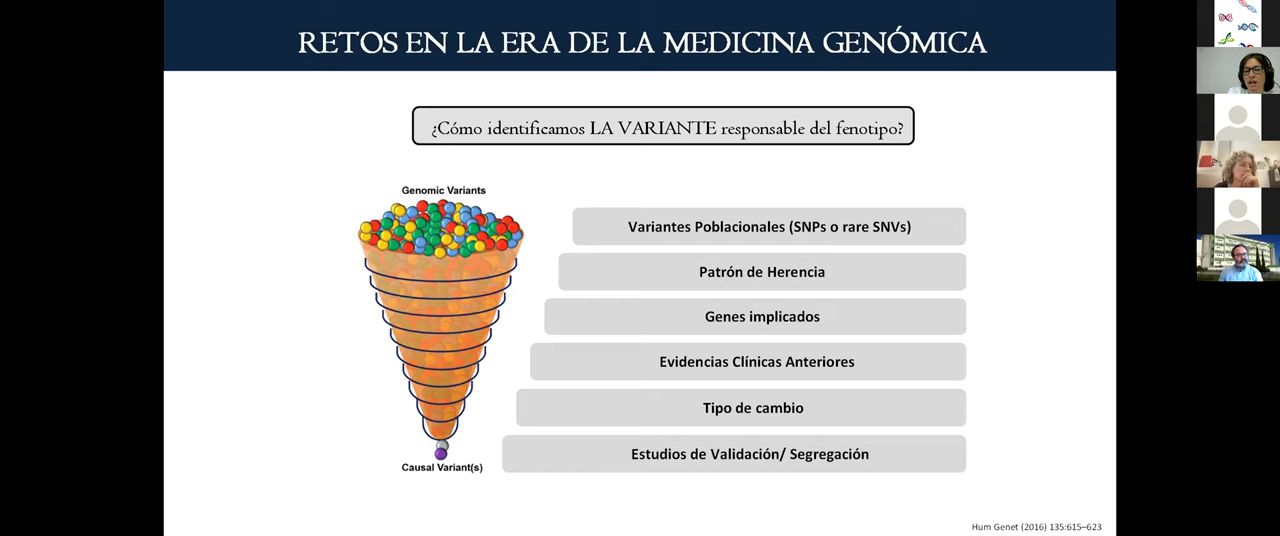 RETOS EN LA ERA DE LA MEDICINA GENÓMICA
¿Cómo identificamos LA VARIANTE responsable del fenotipo?
Genomic Variants
Variantes Poblacionales (SNPs o rare SNVs)
Patrón de Herencia
Genes implicados
Evidencias Clínicas Anteriores
Tipo de cambio
Estudios de Validación/ Segregación
Causal Variant(s)
Hum Genet (2016) 135:615–623